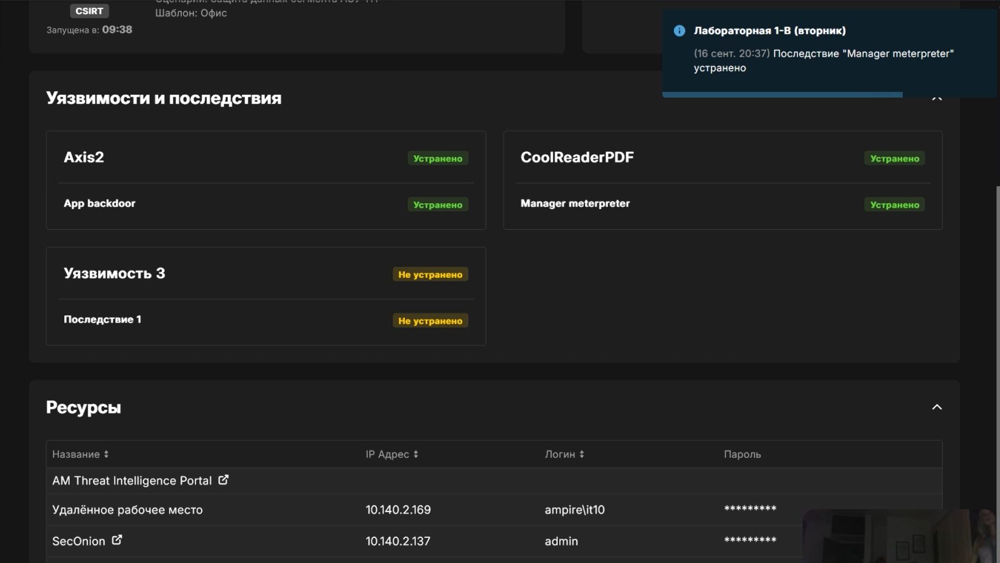 CSIRT
Шаблон: Офис
Запущена в: 09:38
Лабораторная 1-В (вторник)
(16 сент. 20:37) Последствие "Manager meterpreter"
устранено
Уязвимости и последствия
Axis2
Устранено
App backdoor
Устранено
CoolReaderPDF
Устранено
Manager meterpreter
Устранено
Уязвимость 3
Не устранено
Последствие 1
Не устранено
Ресурсы
Название IP Адрес Логин Пароль
AM Threat Intelligence Portal
Удалённое рабочее место 10.140.2.169 ampire\it10 *********
SecOnion 10.140.2.137 admin *********